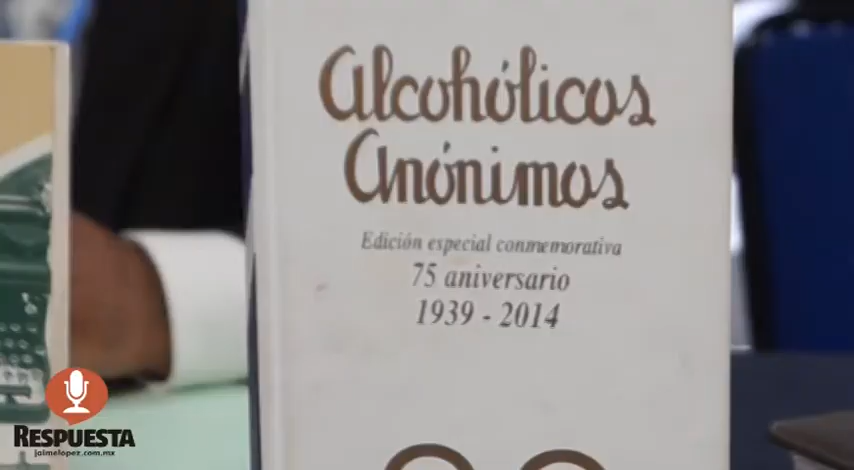 Alcohólicos
Anónimos
Edición especial conmemorativa
75 aniversario
1939 - 2014
RESPUESTA
jaimelopez.com.mx